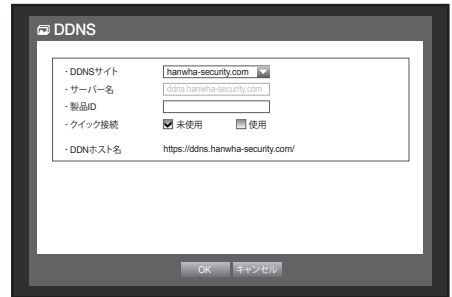 DDNS
・DDNSサイト hanwha-security.com
・サーバー名 ddns.hanwha-security.com
・製品ID
・クイック接続 未使用 使用
・DDNホスト名 https://ddns.hanwha-security.com/
OK キャンセル